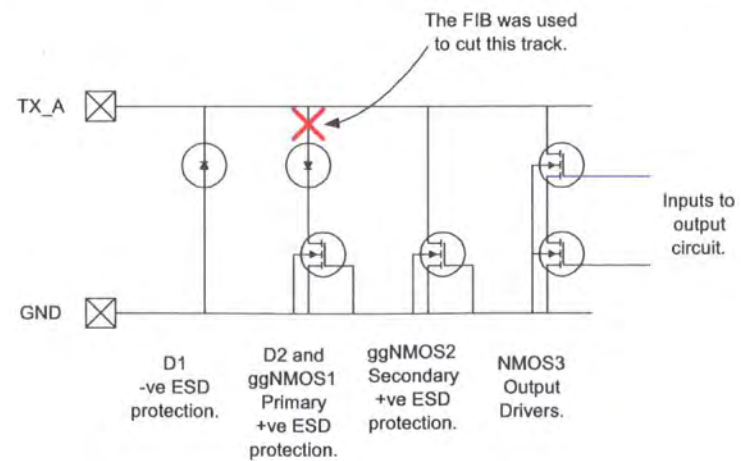 The FIB was used
to cut this track.
TX_A
Inputs to
output
circuit.
GND
D1
-ve ESD
protection.
D2 and
ggNMOS1
Primary
+ve ESD
protection.
ggNMOS2
Secondary
+ve ESD
protection.
NMOS3
Output
Drivers.